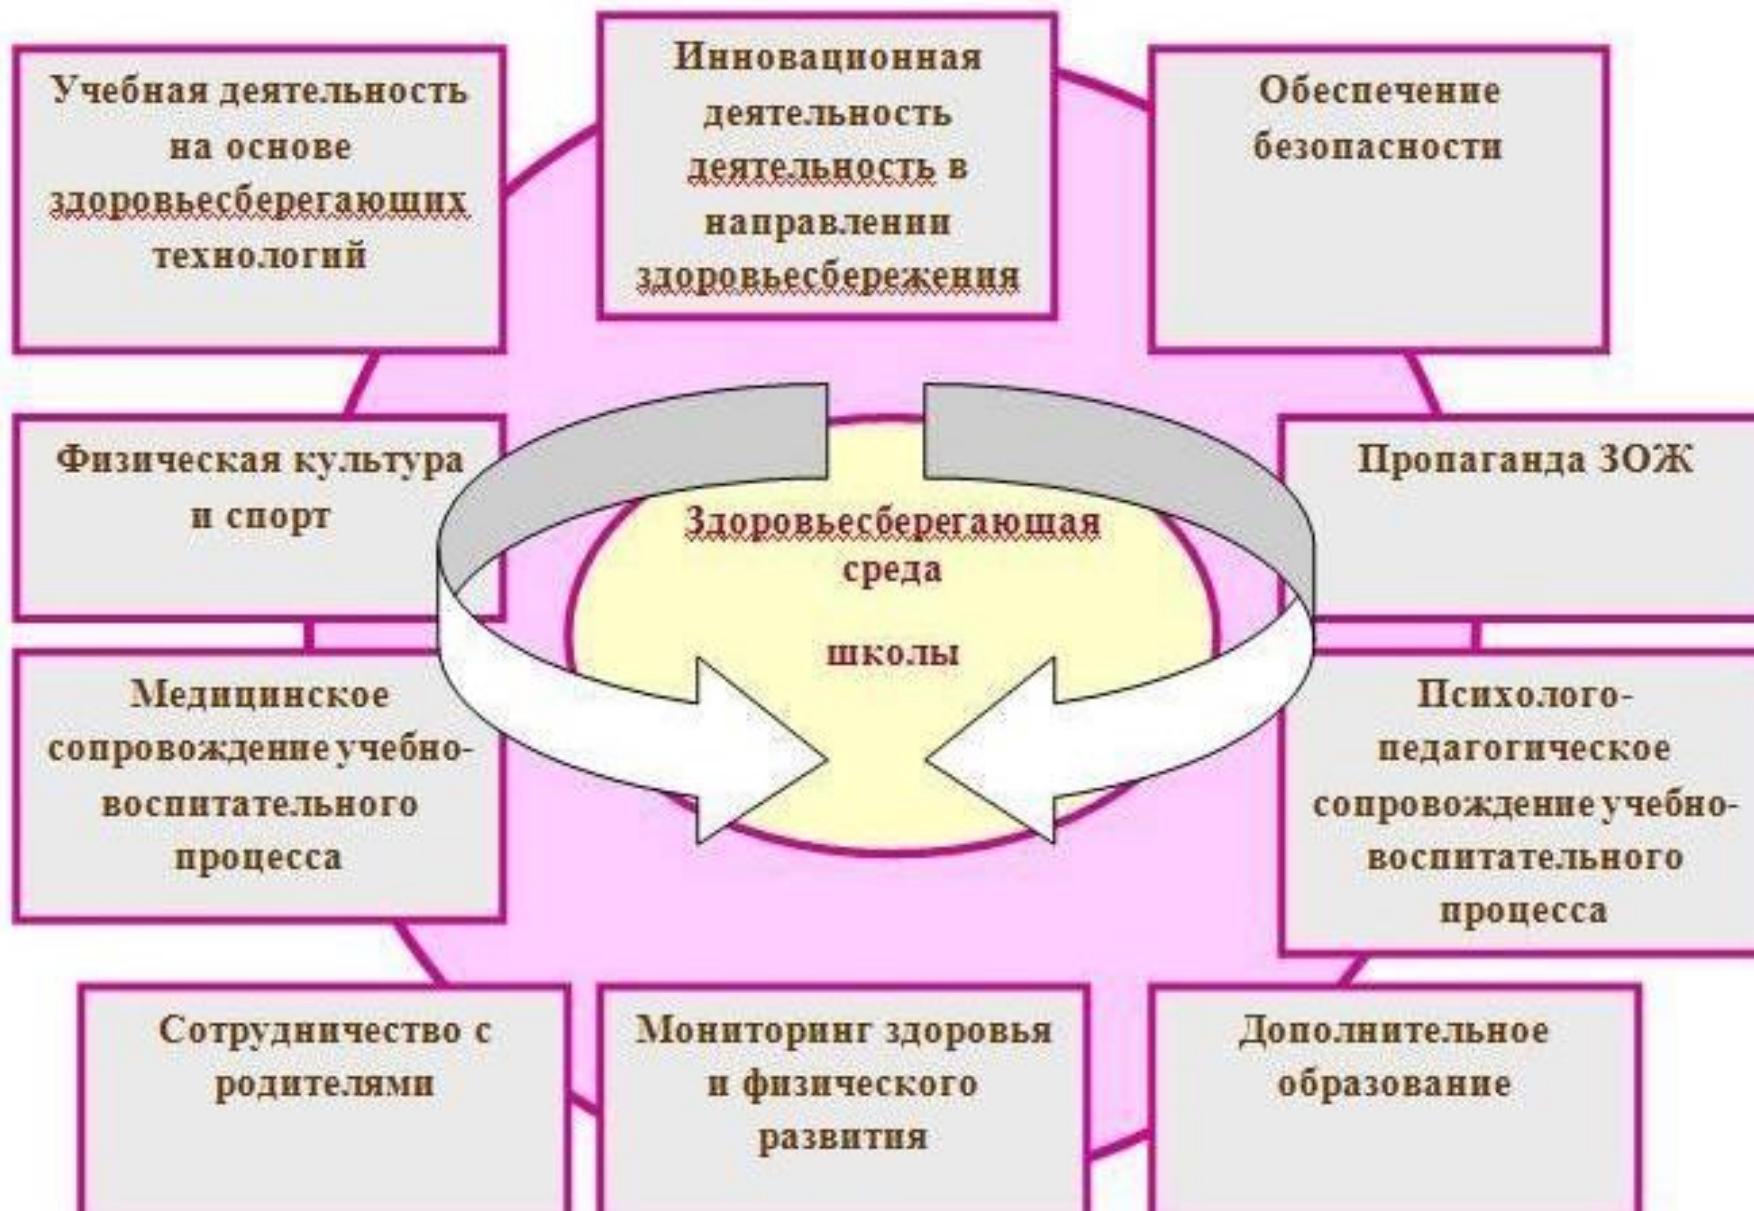 Учебная деятельность
на основе
здоровьесберегающих
технологий
Инновационная
деятельность
деятельность в
направлении
здоровьесбережения
Обеспечение
безопасности
Физическая культура
и спорт
Здоровьесберегающая
среда
школы
Пропаганда ЗОЖ
Медицинское
сопровождение учебно-
воспитательного
процесса
Психолого-
педагогическое
сопровождение учебно-
воспитательного
процесса
Сотрудничество с
родителями
Мониторинг здоровья
и физического
развития
Дополнительное
образование